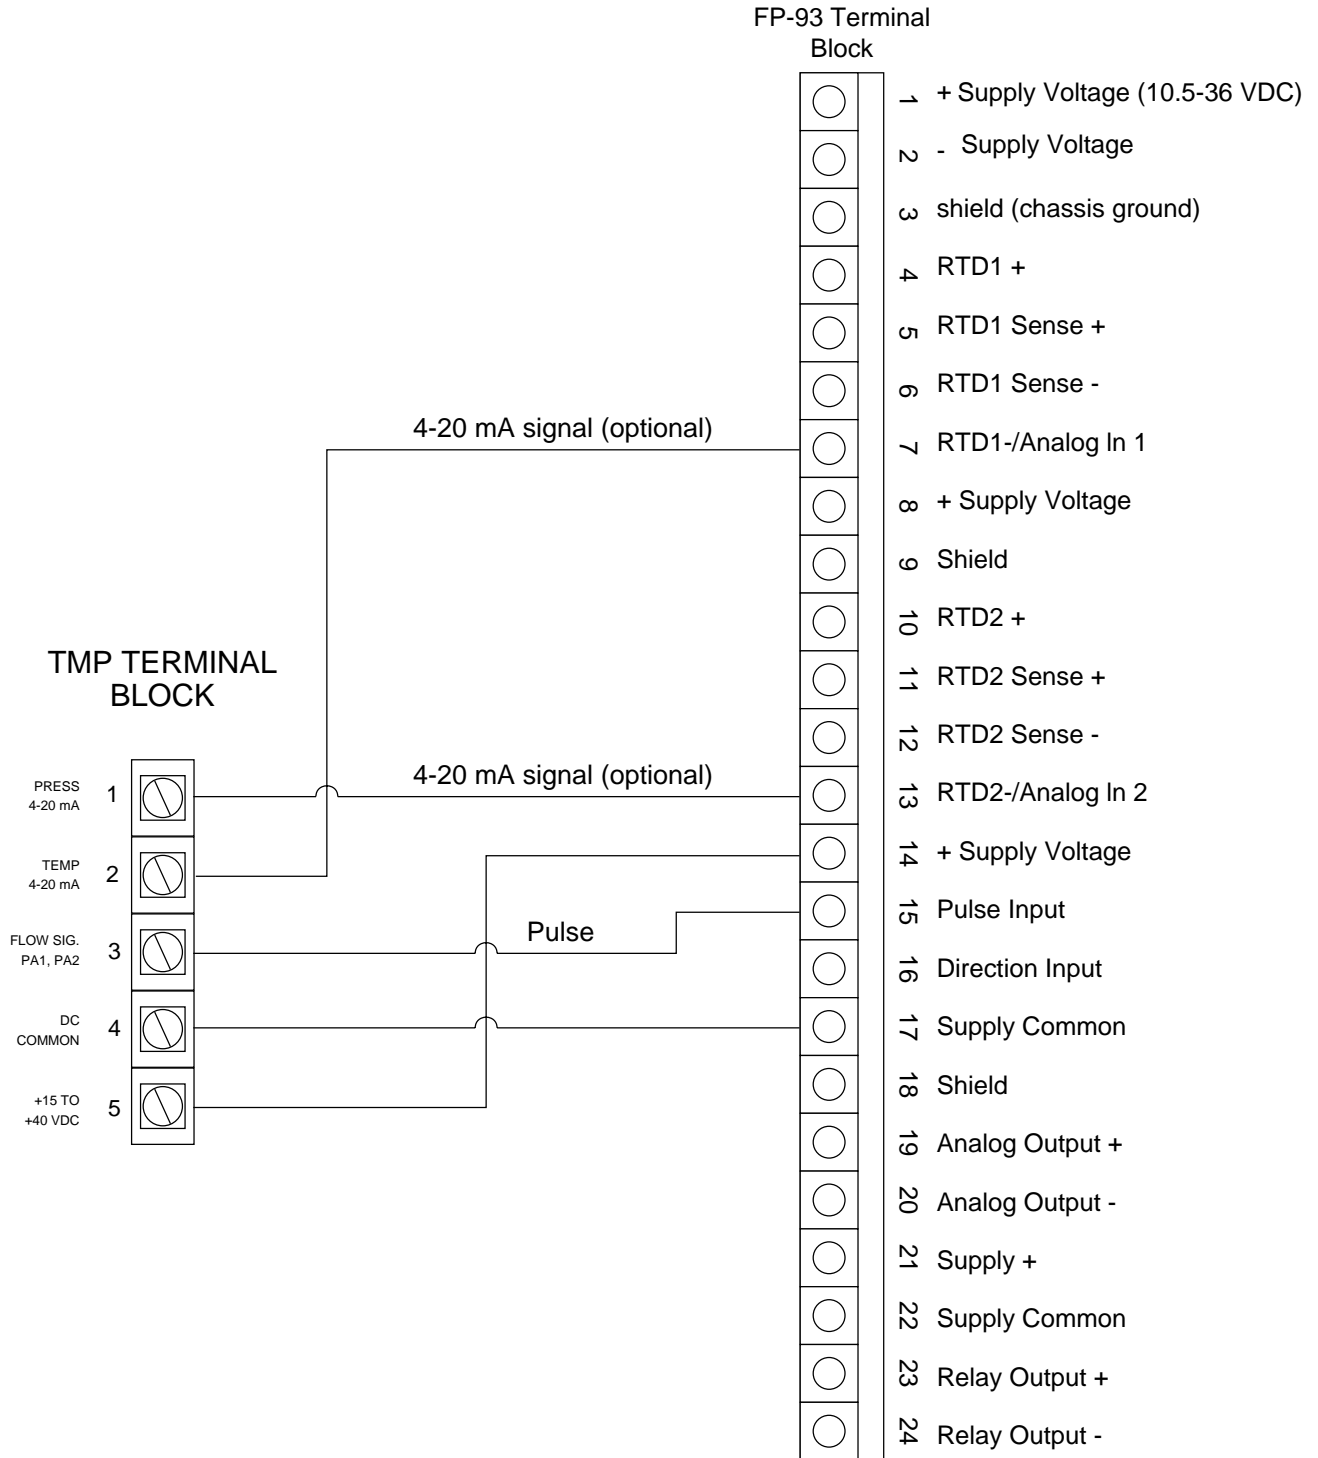 FP-93 Terminal
Block
1 + Supply Voltage (10.5-36 VDC)
2 - Supply Voltage
3 shield (chassis ground)
4 RTD1 +
5 RTD1 Sense +
6 RTD1 Sense -
4-20 mA signal (optional)
7 RTD1-/Analog In 1
8 + Supply Voltage
9 Shield
10 RTD2 +
11 RTD2 Sense +
12 RTD2 Sense -
4-20 mA signal (optional)
13 RTD2-/Analog In 2
14 + Supply Voltage
15 Pulse Input
Pulse
16 Direction Input
17 Supply Common
18 Shield
19 Analog Output +
20 Analog Output -
21 Supply +
22 Supply Common
23 Relay Output +
24 Relay Output -
TMP TERMINAL
BLOCK
PRESS
4-20 mA
1
TEMP
4-20 mA
2
FLOW SIG.
PA1, PA2
3
DC
COMMON
4
+15 TO
+40 VDC
5